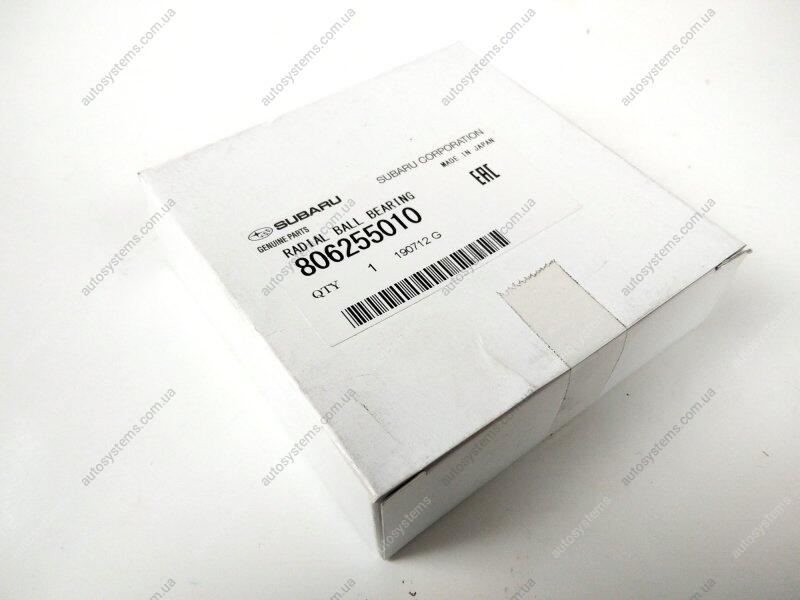 SUBARU
GENUINE PARTS
SUBARU CORPORATION
MADE IN JAPAN
RADIAL BALL BEARING
806255010
EAC
QTY 1 190712 G
autosystems.com.ua